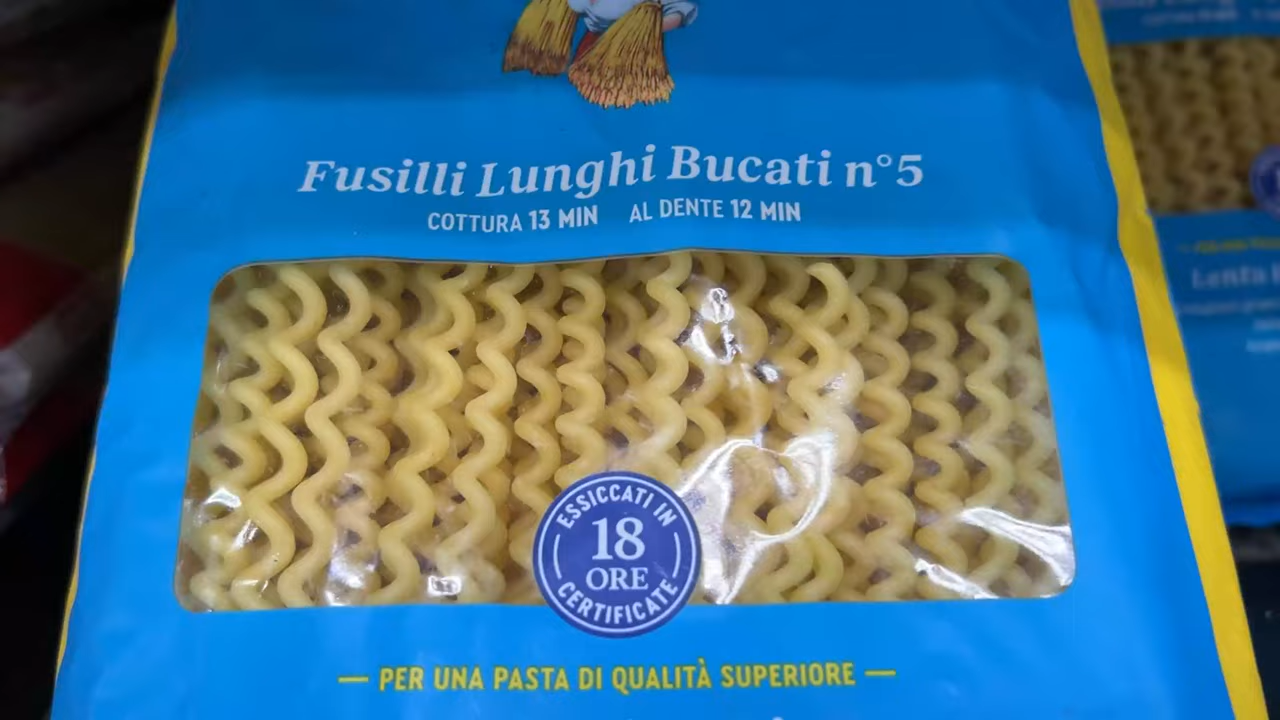 Fusilli Lunghi Bucati n°5
COTTURA 13 MIN AL DENTE 12 MIN
ESSICCATI IN
18
ORE
CERTIFICATE
— PER UNA PASTA DI QUALITÀ SUPERIORE —
Lenta